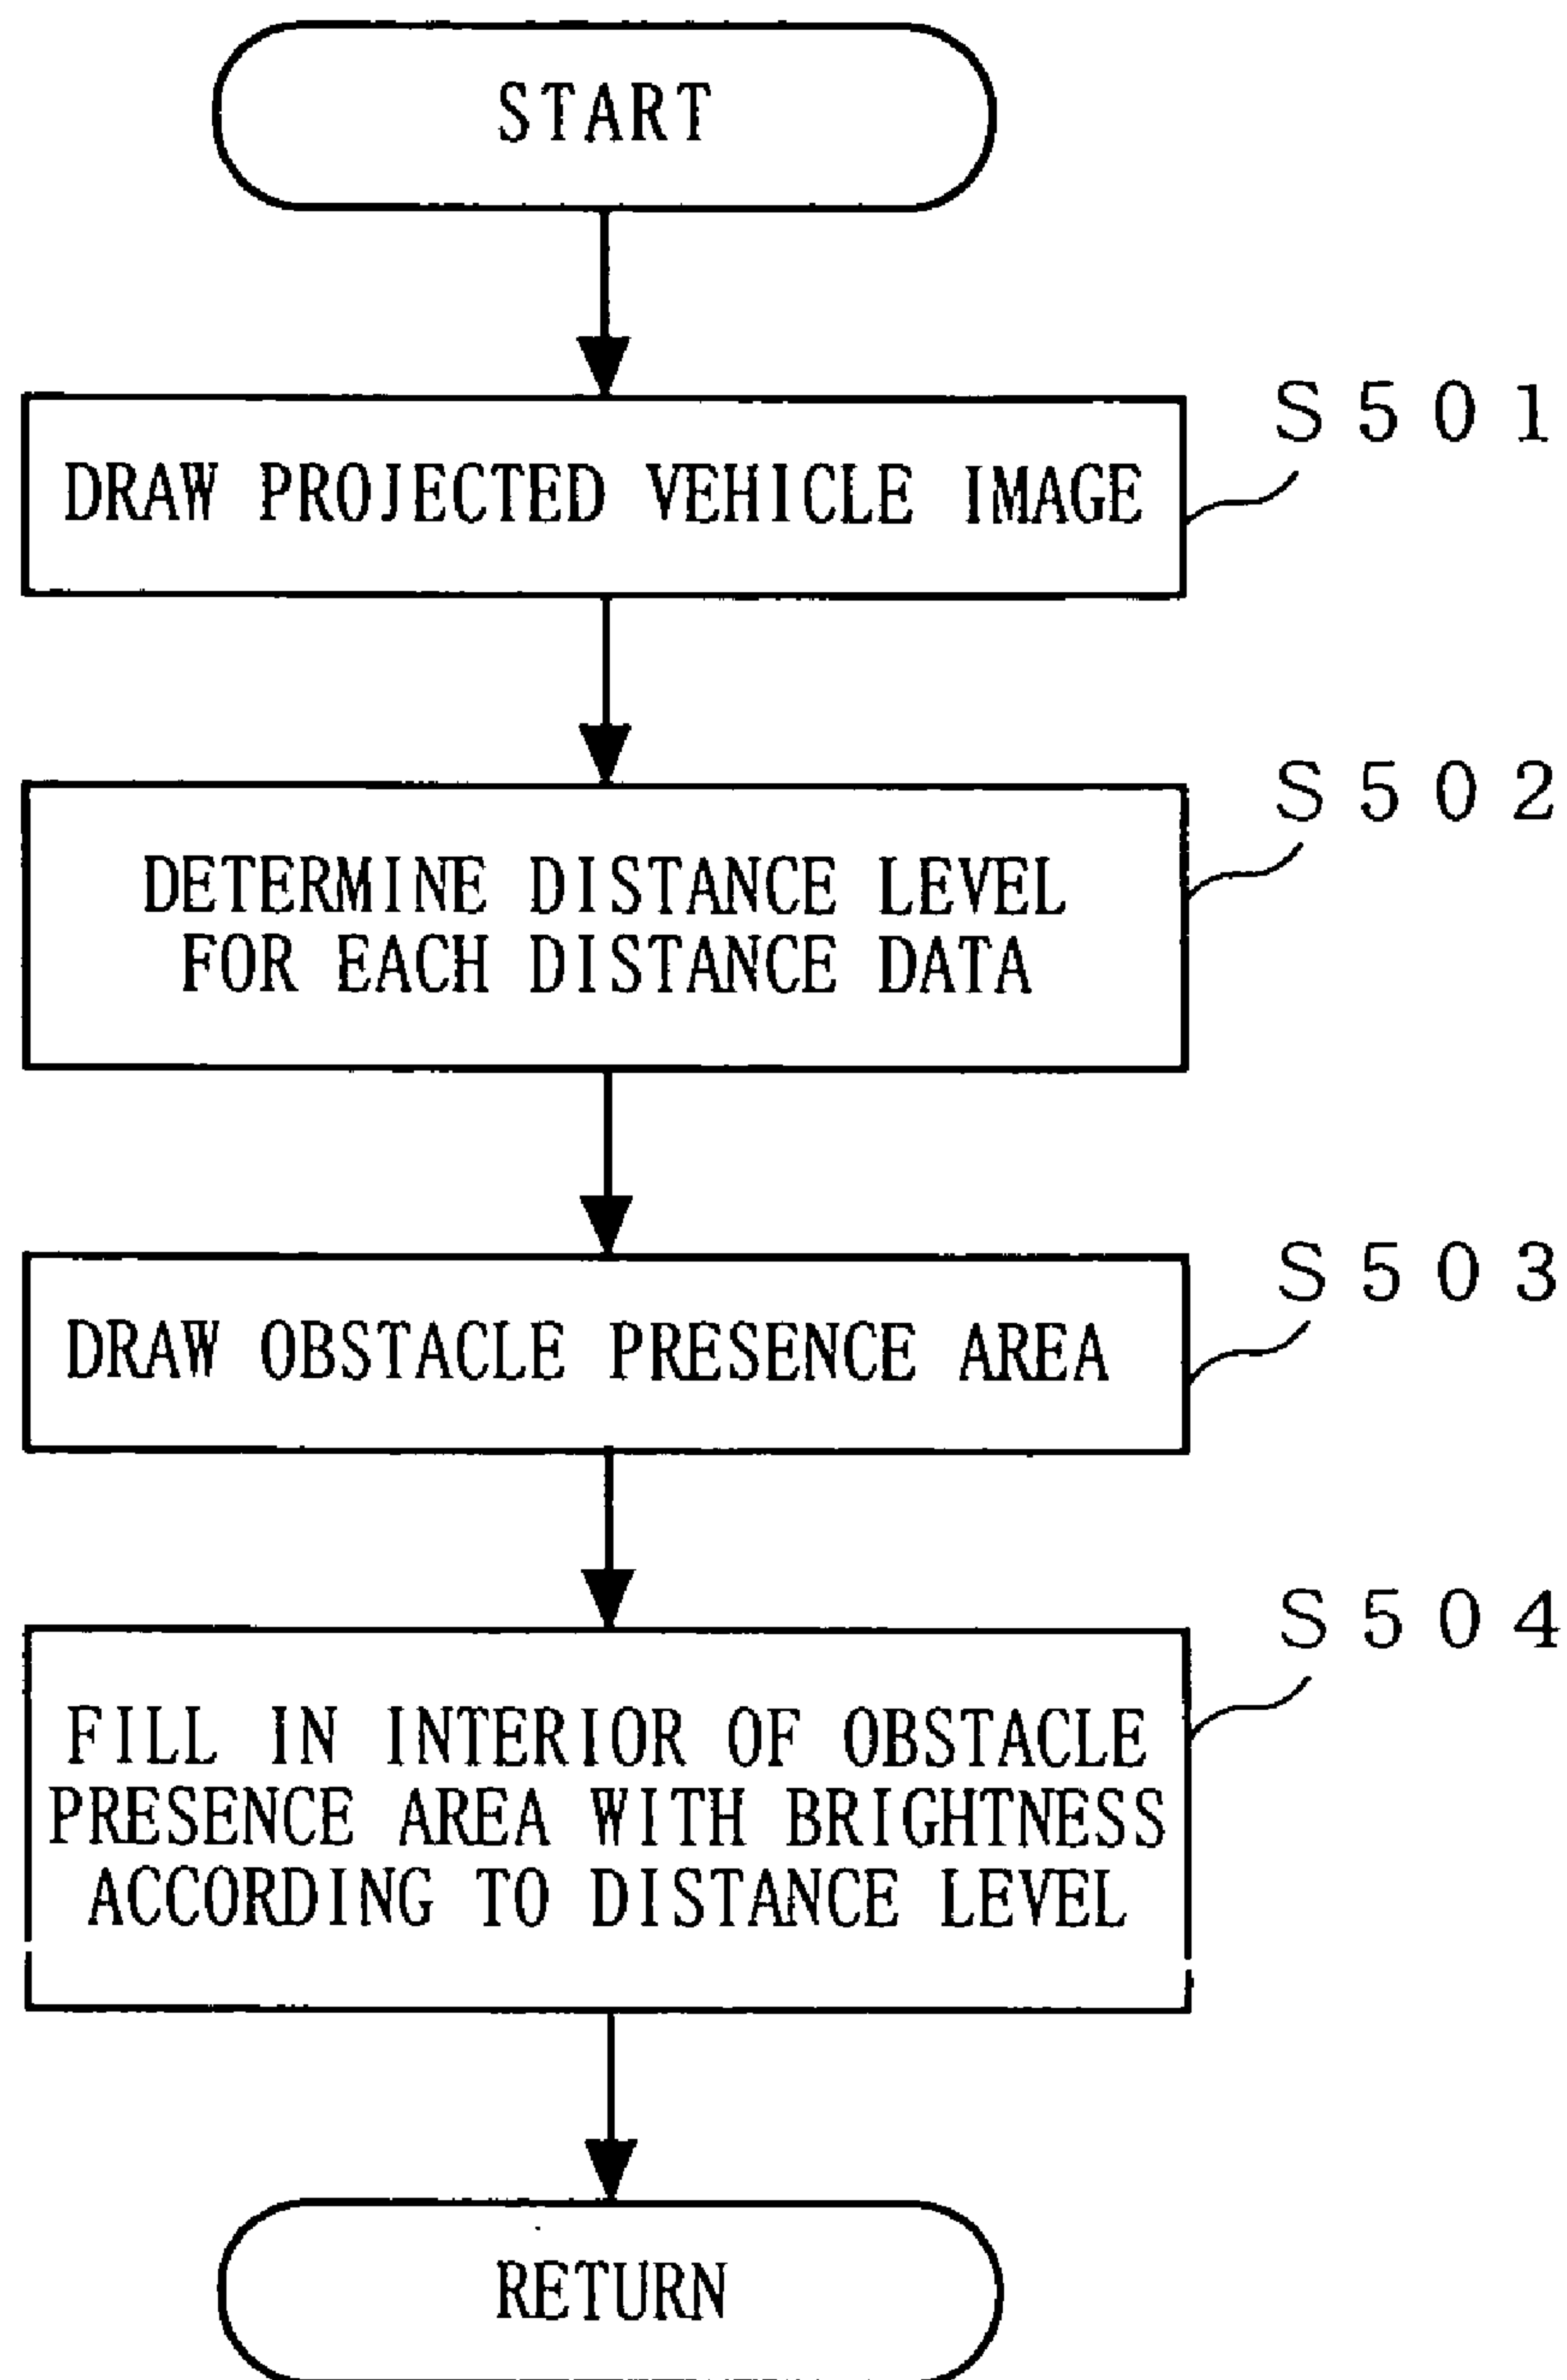 START
S501
DRAW PROJECTED VEHICLE IMAGE
S502
DETERMINE DISTANCE LEVEL
FOR EACH DISTANCE DATA
S503
DRAW OBSTACLE PRESENCE AREA
S504
FILL IN INTERIOR OF OBSTACLE
PRESENCE AREA WITH BRIGHTNESS
ACCORDING TO DISTANCE LEVEL
RETURN